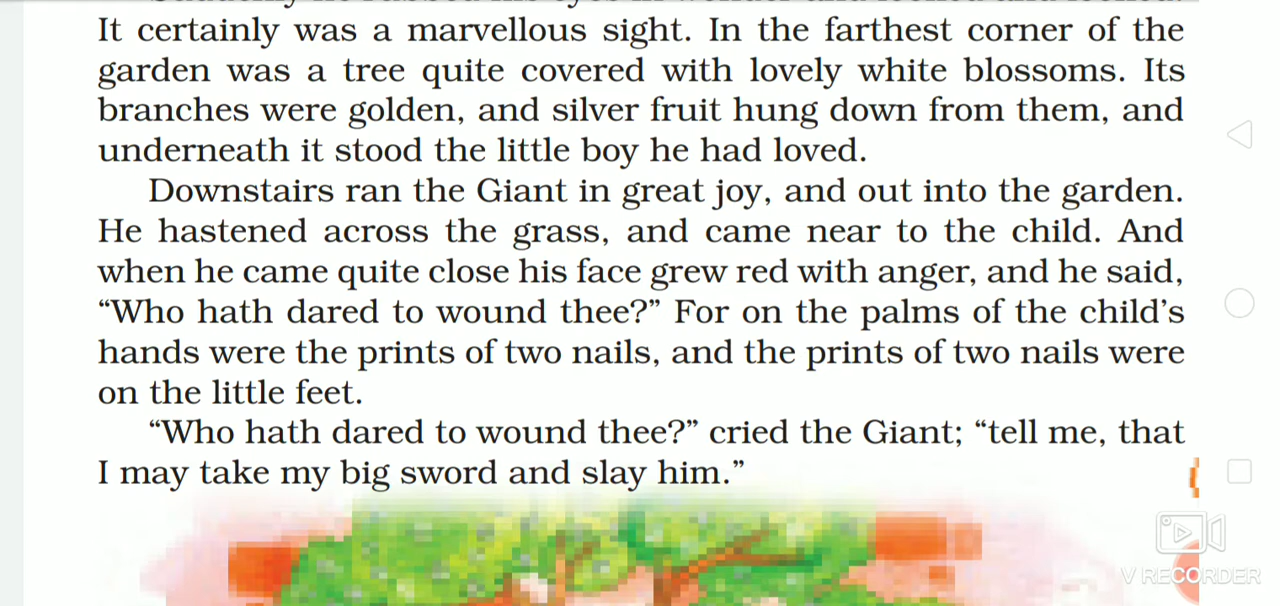 It certainly was a marvellous sight. In the farthest corner of the
garden was a tree quite covered with lovely white blossoms. Its
branches were golden, and silver fruit hung down from them, and
underneath it stood the little boy he had loved.
Downstairs ran the Giant in great joy, and out into the garden.
He hastened across the grass, and came near to the child. And
when he came quite close his face grew red with anger, and he said,
“Who hath dared to wound thee?” For on the palms of the child’s
hands were the prints of two nails, and the prints of two nails were
on the little feet.
“Who hath dared to wound thee?” cried the Giant; “tell me, that
I may take my big sword and slay him.”
V RECORDER